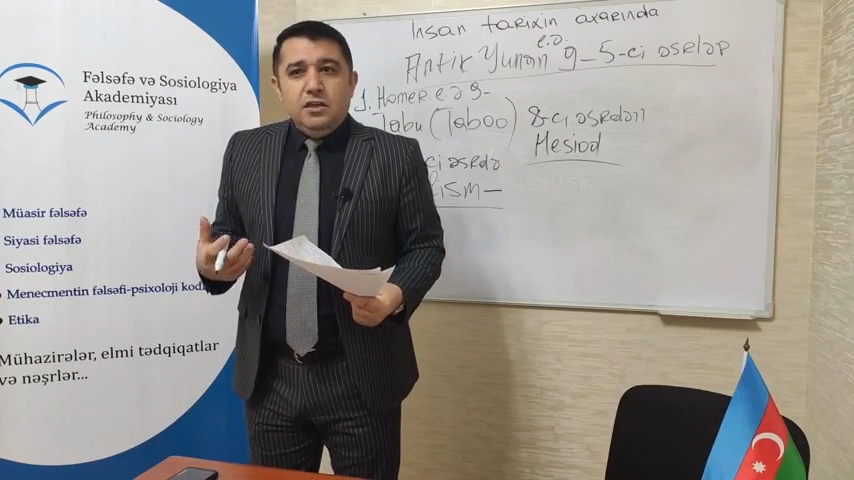 Fəlsəfə və Sosiologiya
Akademiyası
Philosophy & Sociology
Academy
Müasir fəlsəfə
Siyasi fəlsəfə
Sosiologiya
Menecmentin fəlsəfi-psixoloji
Etika
Mühazirələr, elmi tədqiqatlar
və nəşrlər...
İnsan tarixin axarında
Antik Yunan e.ə. 9-5-ci əsrlər
1. Homer e.ə 9-
Tabu (Taboo)
8-ci əsrdən
Hesiod
ci əsrdə
ism-